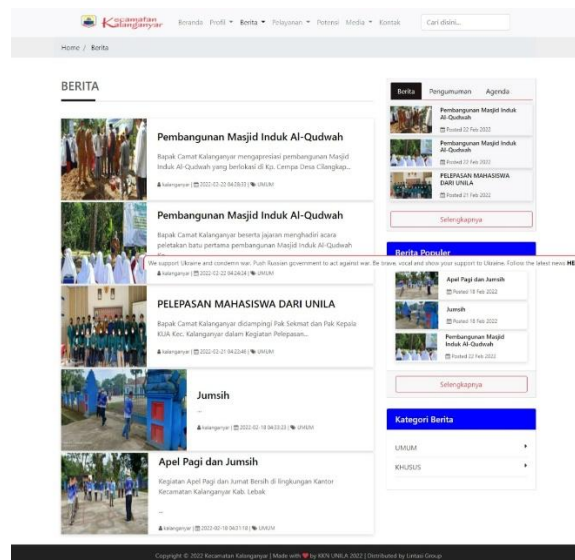 Kecamatan
Kalanganyar
Beranda Profil Berita Pelayanan Potensi Media Kontak Cari disini...
Home / Berita
BERITA
Pembangunan Masjid Induk Al-Qudwah
Bapak Camat Kalanganyar mengapresiasi pembangunan Masjid
Induk Al-Qudwah yang berlokasi di Kp. Cempa Desa Cilangkap...
kalanganyar | 2022-02-22 04:28:33 | UMUM
Pembangunan Masjid Induk Al-Qudwah
Bapak Camat Kalanganyar beserta jajaran menghadiri acara
peletakan batu pertama pembangunan Masjid Induk Al-Qudwah
We support Ukraine and condemn war. Push Russian government to act against war. Be brave, vocal and show your support to Ukraine. Follow the latest news HE
kalanganyar | 2022-02-22 04:24:24 | UMUM
PELEPASAN MAHASISWA DARI UNILA
Bapak Camat Kalanganyar didampingi Pak Sekmat dan Pak Kepala
KUA Kec. Kalanganyar dalam Kegiatan Pelepasan...
kalanganyar | 2022-02-21 04:22:46 | UMUM
Jumsih
...
kalanganyar | 2022-02-18 04:03:23 | UMUM
Apel Pagi dan Jumsih
Kegiatan Apel Pagi dan Jumat Bersih di lingkungan Kantor
Kecamatan Kalanganyar Kab. Lebak
...
kalanganyar | 2022-02-18 04:01:18 | UMUM
Berita Pengumuman Agenda
Pembangunan Masjid Induk
Al-Qudwah
Posted 22 Feb 2022
Pembangunan Masjid Induk
Al-Qudwah
Posted 22 Feb 2022
PELEPASAN MAHASISWA
DARI UNILA
Posted 21 Feb 2022
Selengkapnya
Berita Populer
Apel Pagi dan Jumsih
Posted 18 Feb 2022
Jumsih
Posted 18 Feb 2022
Pembangunan Masjid
Induk Al-Qudwah
Posted 22 Feb 2022
Selengkapnya
Kategori Berita
UMUM
KHUSUS
Copyright © 2022 Kecamatan Kalanganyar | Made with ❤ by KKN UNILA 2022 | Distributed by Lintasi Group